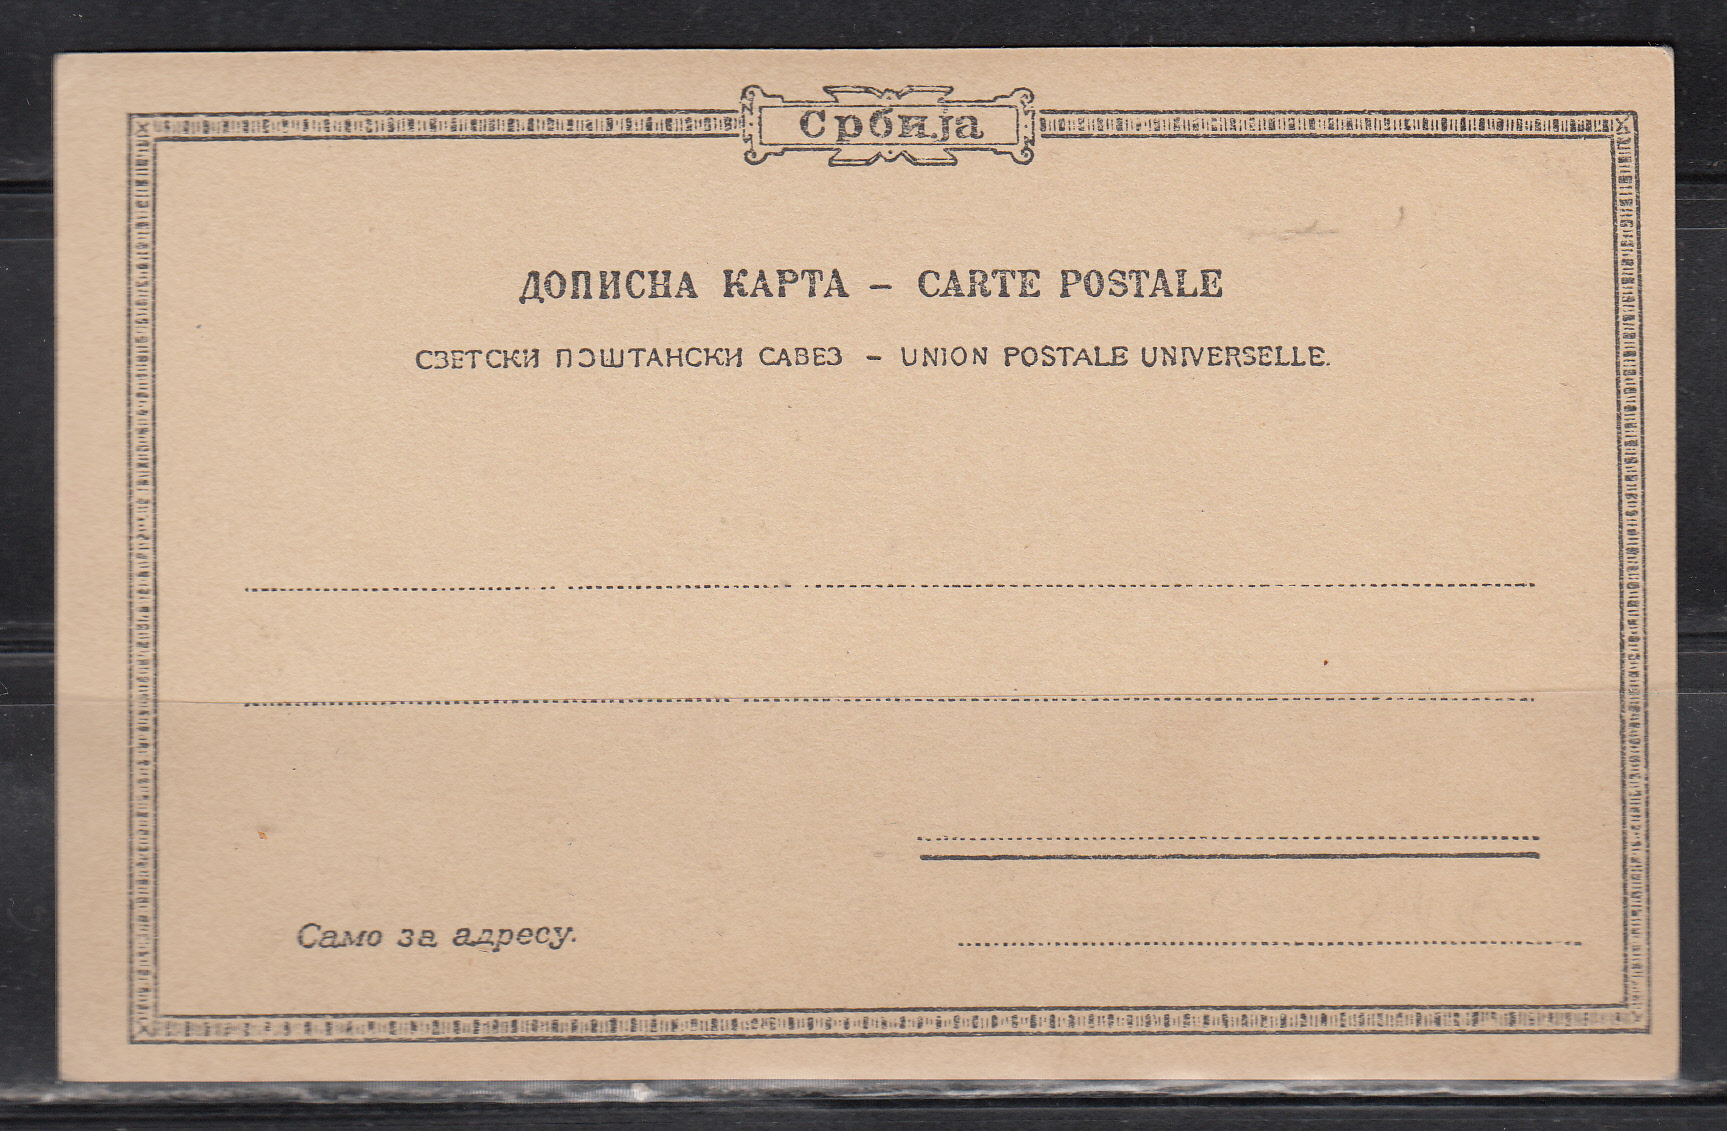 Србија
ДОПИСНА КАРТА – CARTE POSTALE
СВЕТСКИ ПОШТАНСКИ САВЕЗ – UNION POSTALE UNIVERSELLE.
Само за адресу.